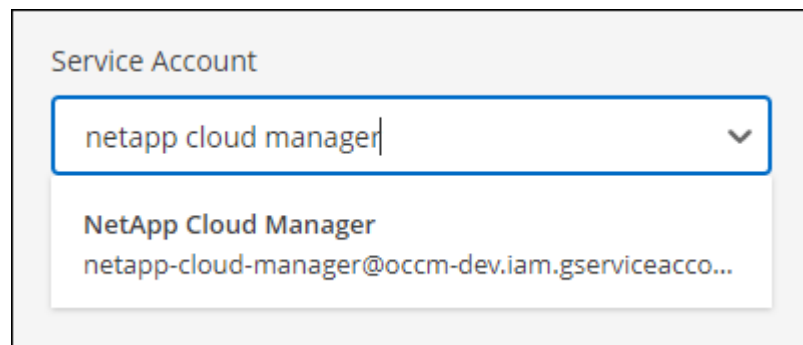 Service Account
netapp cloud manager
NetApp Cloud Manager
netapp-cloud-manager@occm-dev.iam.gserviceacco...